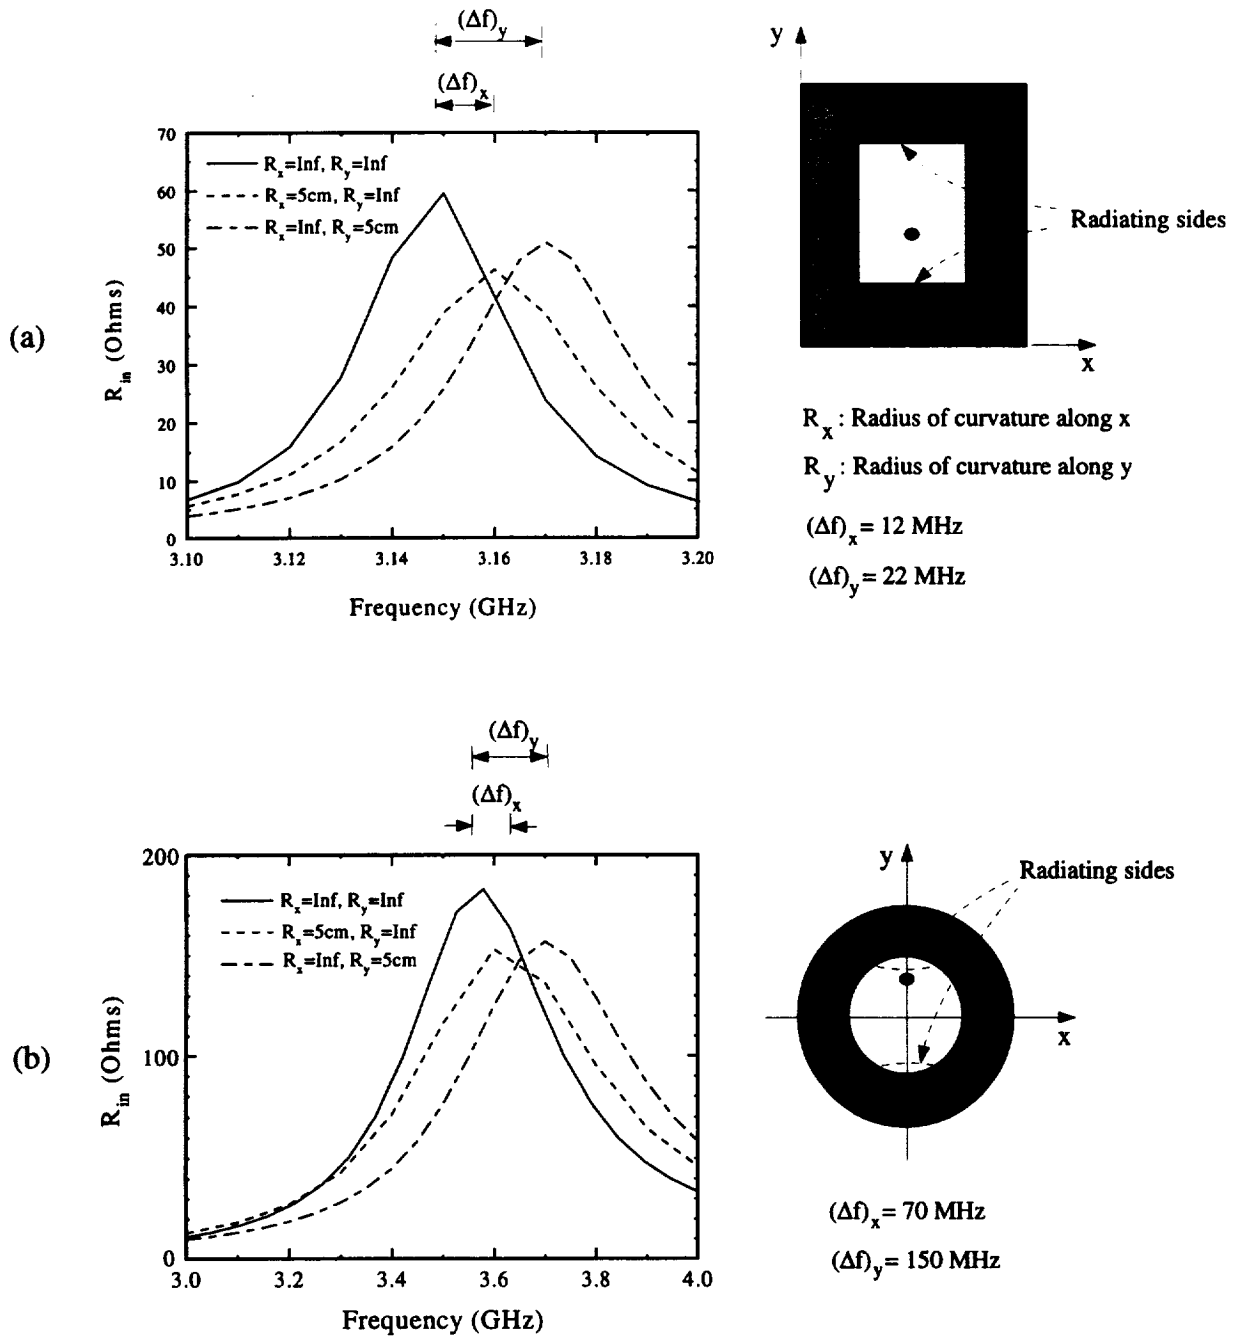 (Δf)y
(Δf)x
70
60
50
40
30
20
10
0
Rx=Inf, Ry=Inf
Rx=5cm, Ry=Inf
Rx=Inf, Ry=5cm
Rin (Ohms)
(a)
3.10 3.12 3.14 3.16 3.18 3.20
Frequency (GHz)
y
Radiating sides
x
Rx : Radius of curvature along x
Ry : Radius of curvature along y
(Δf)x= 12 MHz
(Δf)y= 22 MHz
(Δf)y
(Δf)x
200
100
0
Rx=Inf, Ry=Inf
Rx=5cm, Ry=Inf
Rx=Inf, Ry=5cm
Rin (Ohms)
(b)
3.0 3.2 3.4 3.6 3.8 4.0
Frequency (GHz)
y
Radiating sides
x
(Δf)x= 70 MHz
(Δf)y= 150 MHz